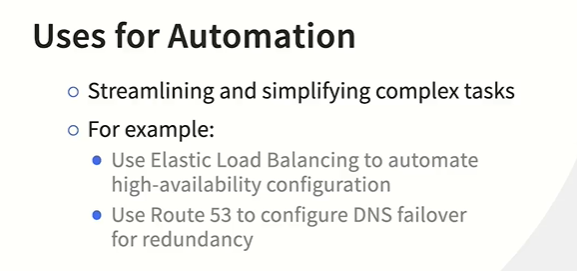 Uses for Automation
Streamlining and simplifying complex tasks
For example:
Use Elastic Load Balancing to automate
high-availability configuration
Use Route 53 to configure DNS failover
for redundancy